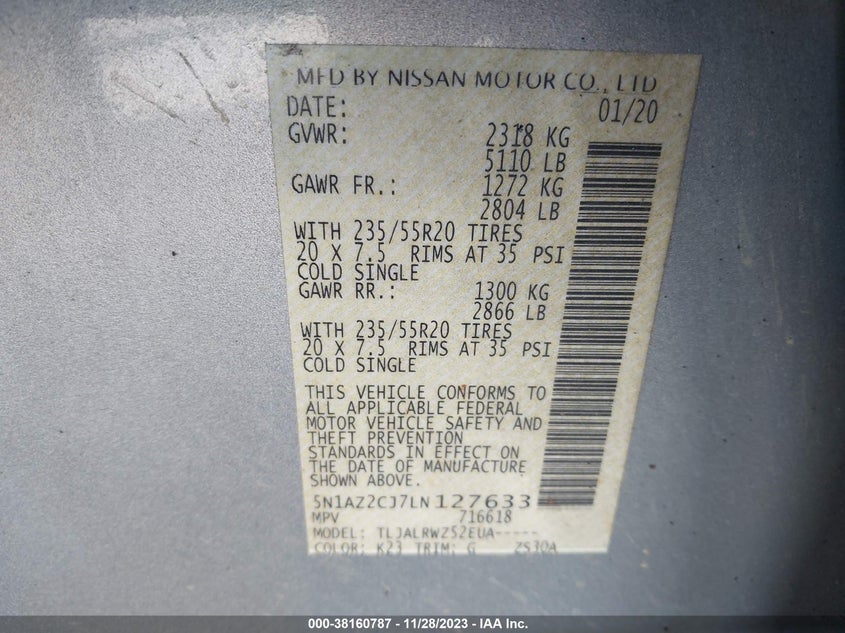 MFD BY NISSAN MOTOR CO., LTD
DATE: 01/20
GVWR: 2318 KG
5110 LB
GAWR FR.: 1272 KG
2804 LB
WITH 235/55R20 TIRES
20 X 7.5 RIMS AT 35 PSI
COLD SINGLE
GAWR RR.: 1300 KG
2866 LB
WITH 235/55R20 TIRES
20 X 7.5 RIMS AT 35 PSI
COLD SINGLE
THIS VEHICLE CONFORMS TO
ALL APPLICABLE FEDERAL
MOTOR VEHICLE SAFETY AND
THEFT PREVENTION
STANDARDS IN EFFECT ON
THE DATE OF MANUFACTURE
SHOWN ABOVE.
5N1AZ2CJ7LN127633
MPV 716618
MODEL: TLJALRWZ52EUA-----
COLOR: K23 TRIM: G ZS30A
000-38160787 - 11/28/2023 - IAA Inc.